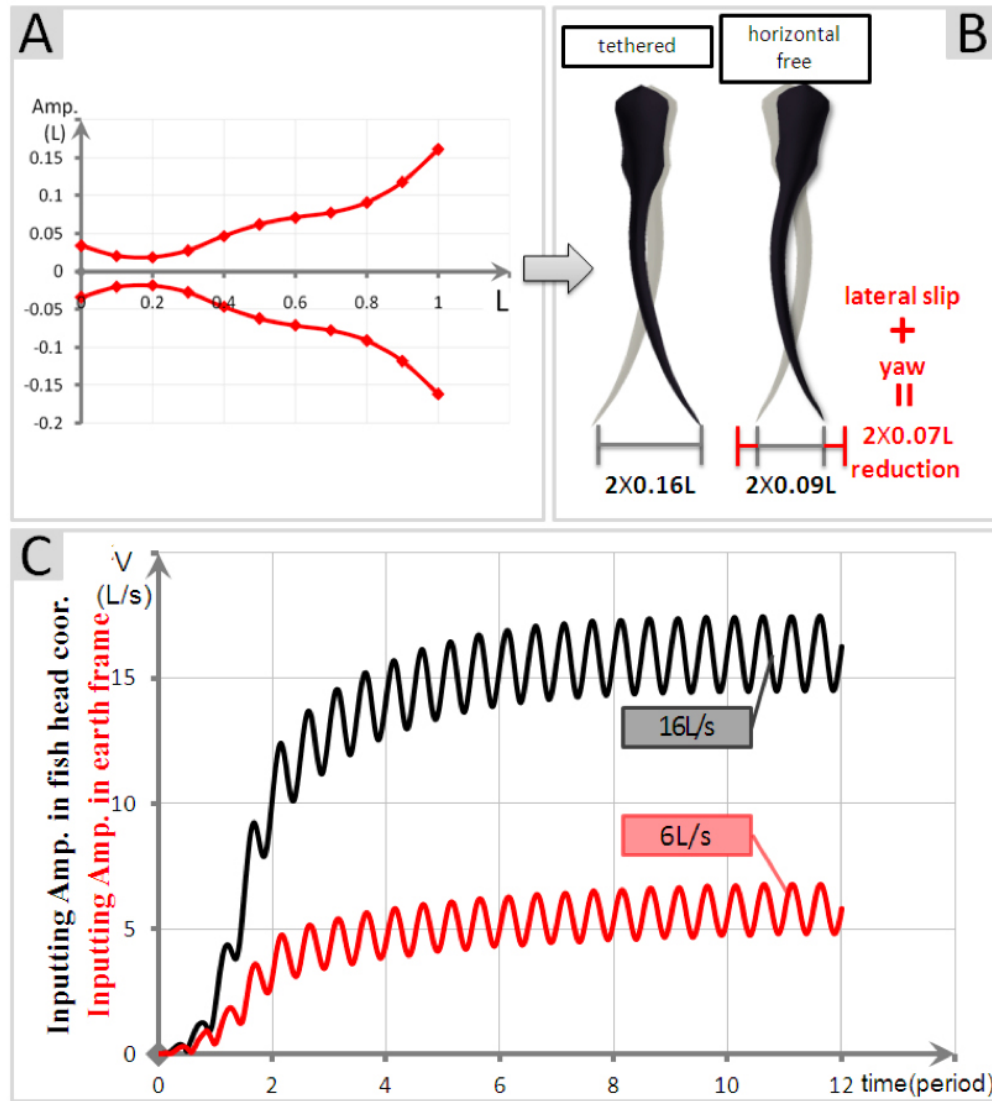 A
Amp.
(L)
0.15
0.1
0.05
0
-0.05
-0.1
-0.15
-0.2
0
0.2
0.4
0.6
0.8
1
L
B
tethered
horizontal
free
lateral slip
+
yaw
=
2X0.07L
reduction
2X0.16L
2X0.09L
C
V
(L/s)
Inputting Amp. in fish head coor.
Inputting Amp. in earth frame
15
10
5
0
16L/s
6L/s
0 2 4 6 8 10 12 time(period)